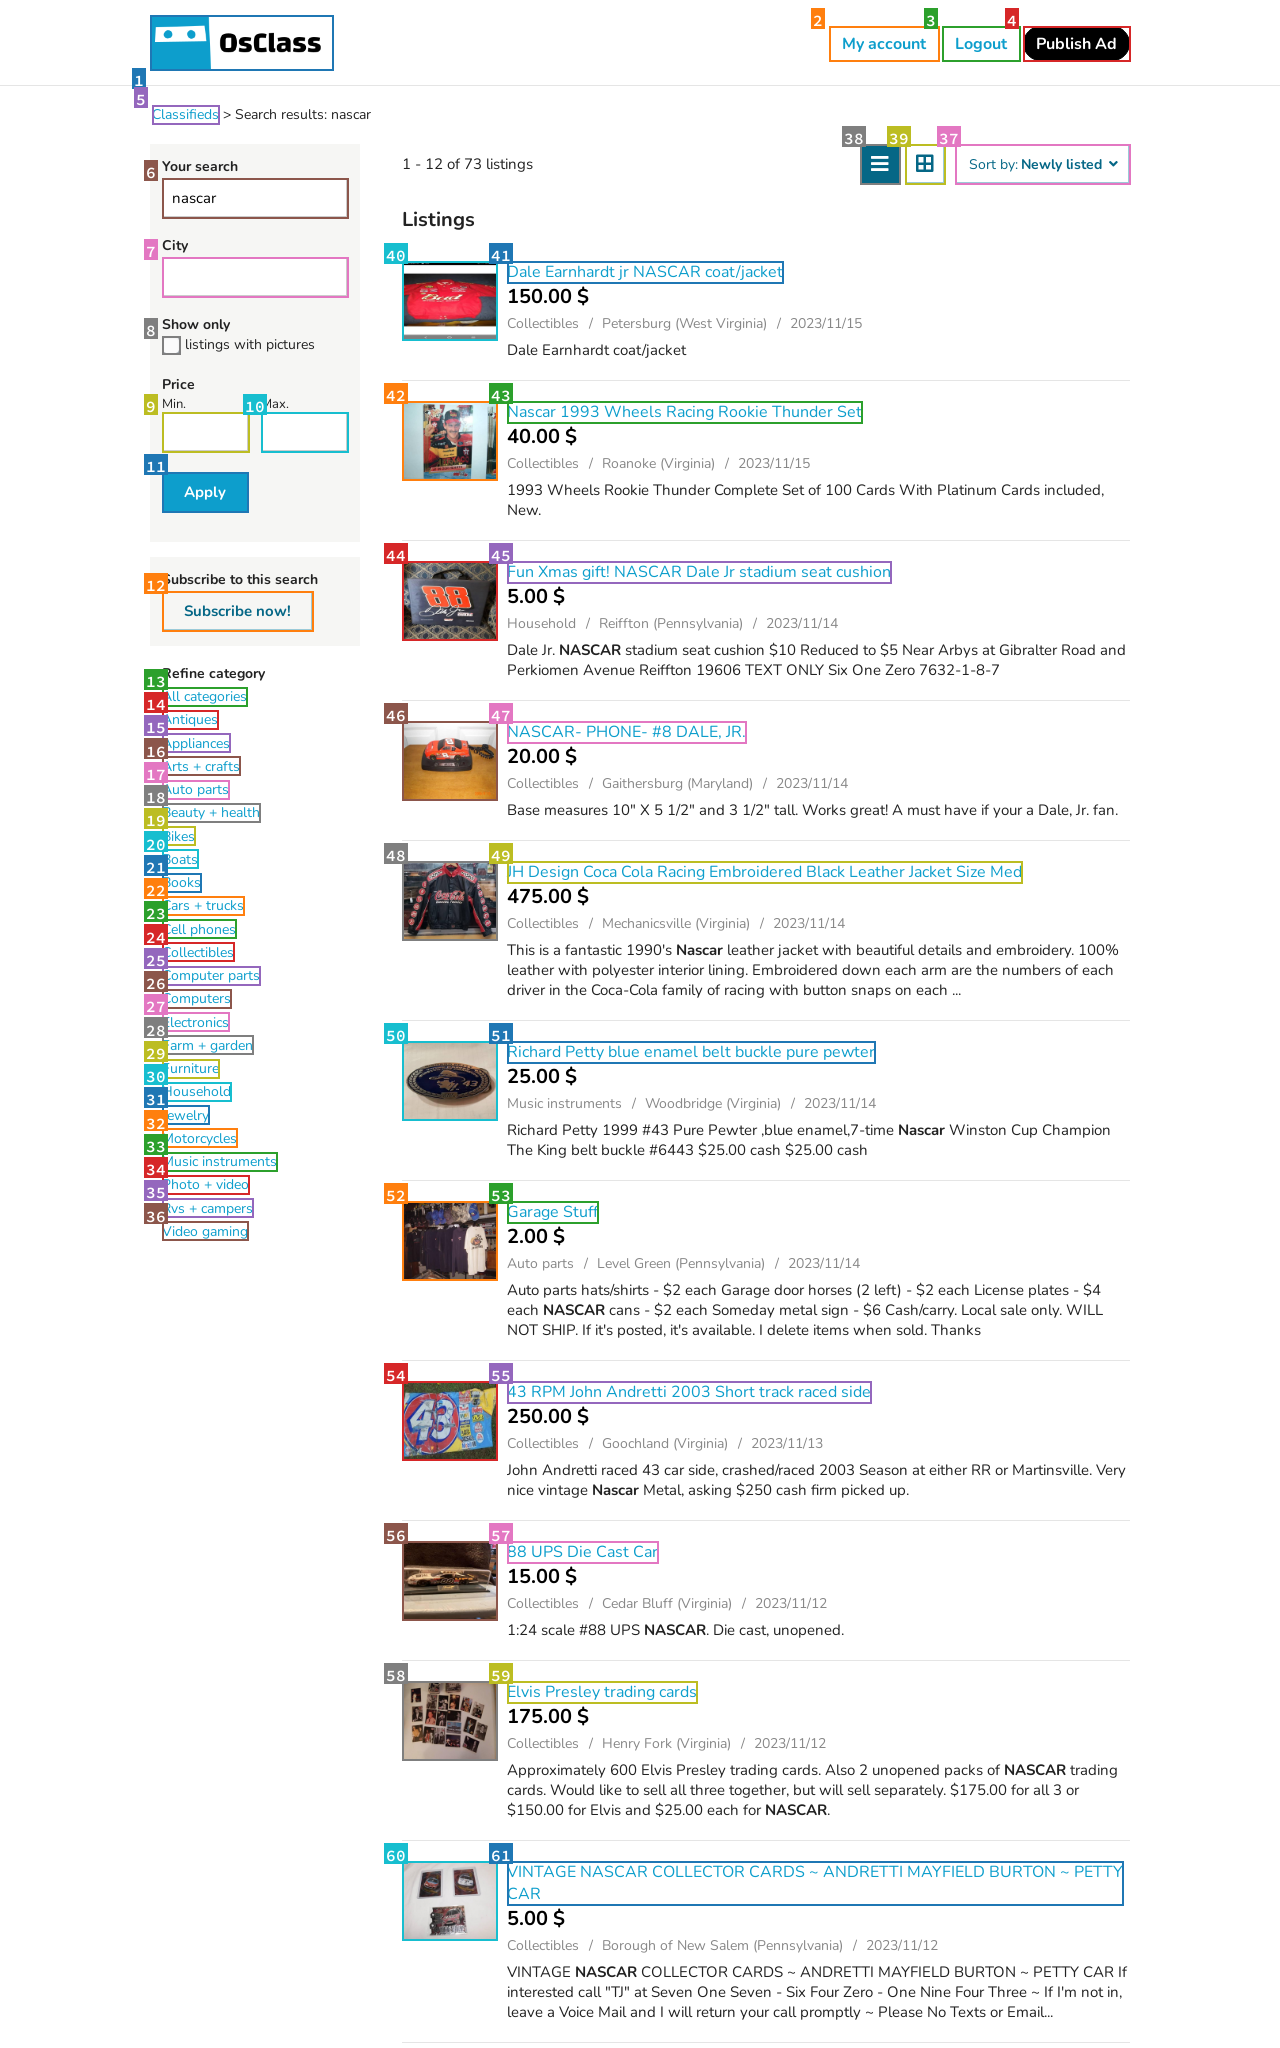 OsClass
2
3
4
My account
Logout
Publish Ad
1
5
Classifieds > Search results: nascar
6
Your search
nascar
7
City
8
Show only
listings with pictures
Price
9
Min.
10
Max.
11
Apply
12
Subscribe to this search
Subscribe now!
Refine category
13
All categories
14
Antiques
15
Appliances
16
Arts + crafts
17
Auto parts
18
Beauty + health
19
Bikes
20
Boats
21
Books
22
Cars + trucks
23
Cell phones
24
Collectibles
25
Computer parts
26
Computers
27
Electronics
28
Farm + garden
29
Furniture
30
Household
31
Jewelry
32
Motorcycles
33
Music instruments
34
Photo + video
35
Rvs + campers
36
Video gaming
1 - 12 of 73 listings
38
39
37
Sort by: Newly listed
Listings
40
41
Dale Earnhardt jr NASCAR coat/jacket
150.00 $
Collectibles / Petersburg (West Virginia) / 2023/11/15
Dale Earnhardt coat/jacket
42
43
Nascar 1993 Wheels Racing Rookie Thunder Set
40.00 $
Collectibles / Roanoke (Virginia) / 2023/11/15
1993 Wheels Rookie Thunder Complete Set of 100 Cards With Platinum Cards included,
New.
44
45
88
Fun Xmas gift! NASCAR Dale Jr stadium seat cushion
5.00 $
Household / Reiffton (Pennsylvania) / 2023/11/14
Dale Jr. NASCAR stadium seat cushion $10 Reduced to $5 Near Arbys at Gibralter Road and
Perkiomen Avenue Reiffton 19606 TEXT ONLY Six One Zero 7632-1-8-7
46
47
NASCAR- PHONE- #8 DALE, JR.
20.00 $
Collectibles / Gaithersburg (Maryland) / 2023/11/14
Base measures 10" X 5 1/2" and 3 1/2" tall. Works great! A must have if your a Dale, Jr. fan.
48
49
JH Design Coca Cola Racing Embroidered Black Leather Jacket Size Med
475.00 $
Collectibles / Mechanicsville (Virginia) / 2023/11/14
This is a fantastic 1990's Nascar leather jacket with beautiful details and embroidery. 100%
leather with polyester interior lining. Embroidered down each arm are the numbers of each
driver in the Coca-Cola family of racing with button snaps on each ...
50
51
Richard Petty blue enamel belt buckle pure pewter
25.00 $
Music instruments / Woodbridge (Virginia) / 2023/11/14
Richard Petty 1999 #43 Pure Pewter ,blue enamel,7-time Nascar Winston Cup Champion
The King belt buckle #6443 $25.00 cash $25.00 cash
52
53
Garage Stuff
2.00 $
Auto parts / Level Green (Pennsylvania) / 2023/11/14
Auto parts hats/shirts - $2 each Garage door horses (2 left) - $2 each License plates - $4
each NASCAR cans - $2 each Someday metal sign - $6 Cash/carry. Local sale only. WILL
NOT SHIP. If it's posted, it's available. I delete items when sold. Thanks
54
55
43
43 RPM John Andretti 2003 Short track raced side
250.00 $
Collectibles / Goochland (Virginia) / 2023/11/13
John Andretti raced 43 car side, crashed/raced 2003 Season at either RR or Martinsville. Very
nice vintage Nascar Metal, asking $250 cash firm picked up.
56
57
88 UPS Die Cast Car
15.00 $
Collectibles / Cedar Bluff (Virginia) / 2023/11/12
1:24 scale #88 UPS NASCAR. Die cast, unopened.
58
59
Elvis Presley trading cards
175.00 $
Collectibles / Henry Fork (Virginia) / 2023/11/12
Approximately 600 Elvis Presley trading cards. Also 2 unopened packs of NASCAR trading
cards. Would like to sell all three together, but will sell separately. $175.00 for all 3 or
$150.00 for Elvis and $25.00 each for NASCAR.
60
61
VINTAGE NASCAR COLLECTOR CARDS ~ ANDRETTI MAYFIELD BURTON ~ PETTY
CAR
5.00 $
Collectibles / Borough of New Salem (Pennsylvania) / 2023/11/12
VINTAGE NASCAR COLLECTOR CARDS ~ ANDRETTI MAYFIELD BURTON ~ PETTY CAR If
interested call "TJ" at Seven One Seven - Six Four Zero - One Nine Four Three ~ If I'm not in,
leave a Voice Mail and I will return your call promptly ~ Please No Texts or Email...